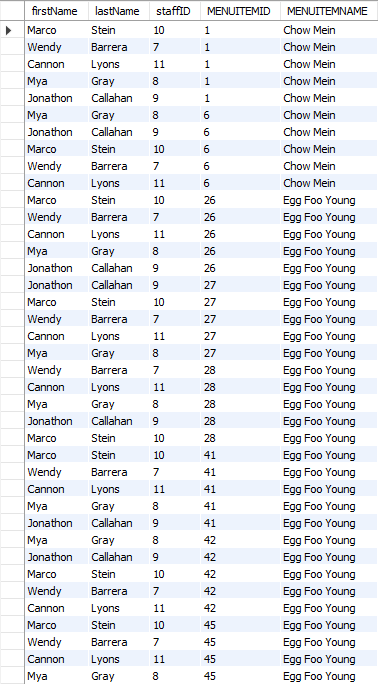 firstName lastName staffID MENUITEMID MENUITEMNAME
Marco Stein 10 1 Chow Mein
Wendy Barrera 7 1 Chow Mein
Cannon Lyons 11 1 Chow Mein
Mya Gray 8 1 Chow Mein
Jonathon Callahan 9 1 Chow Mein
Mya Gray 8 6 Chow Mein
Jonathon Callahan 9 6 Chow Mein
Marco Stein 10 6 Chow Mein
Wendy Barrera 7 6 Chow Mein
Cannon Lyons 11 6 Chow Mein
Marco Stein 10 26 Egg Foo Young
Wendy Barrera 7 26 Egg Foo Young
Cannon Lyons 11 26 Egg Foo Young
Mya Gray 8 26 Egg Foo Young
Jonathon Callahan 9 26 Egg Foo Young
Jonathon Callahan 9 27 Egg Foo Young
Marco Stein 10 27 Egg Foo Young
Wendy Barrera 7 27 Egg Foo Young
Cannon Lyons 11 27 Egg Foo Young
Mya Gray 8 27 Egg Foo Young
Wendy Barrera 7 28 Egg Foo Young
Cannon Lyons 11 28 Egg Foo Young
Mya Gray 8 28 Egg Foo Young
Jonathon Callahan 9 28 Egg Foo Young
Marco Stein 10 28 Egg Foo Young
Marco Stein 10 41 Egg Foo Young
Wendy Barrera 7 41 Egg Foo Young
Cannon Lyons 11 41 Egg Foo Young
Mya Gray 8 41 Egg Foo Young
Jonathon Callahan 9 41 Egg Foo Young
Mya Gray 8 42 Egg Foo Young
Jonathon Callahan 9 42 Egg Foo Young
Marco Stein 10 42 Egg Foo Young
Wendy Barrera 7 42 Egg Foo Young
Cannon Lyons 11 42 Egg Foo Young
Marco Stein 10 45 Egg Foo Young
Wendy Barrera 7 45 Egg Foo Young
Cannon Lyons 11 45 Egg Foo Young
Mya Gray 8 45 Egg Foo Young